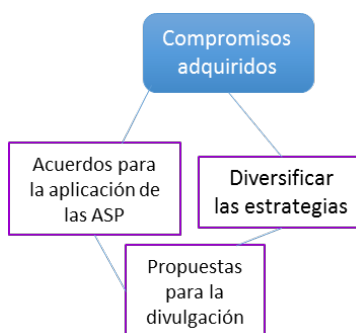 Compromisos
adquiridos
Acuerdos para
la aplicación de
las ASP
Diversificar
las estrategias
Propuestas
para la
divulgación